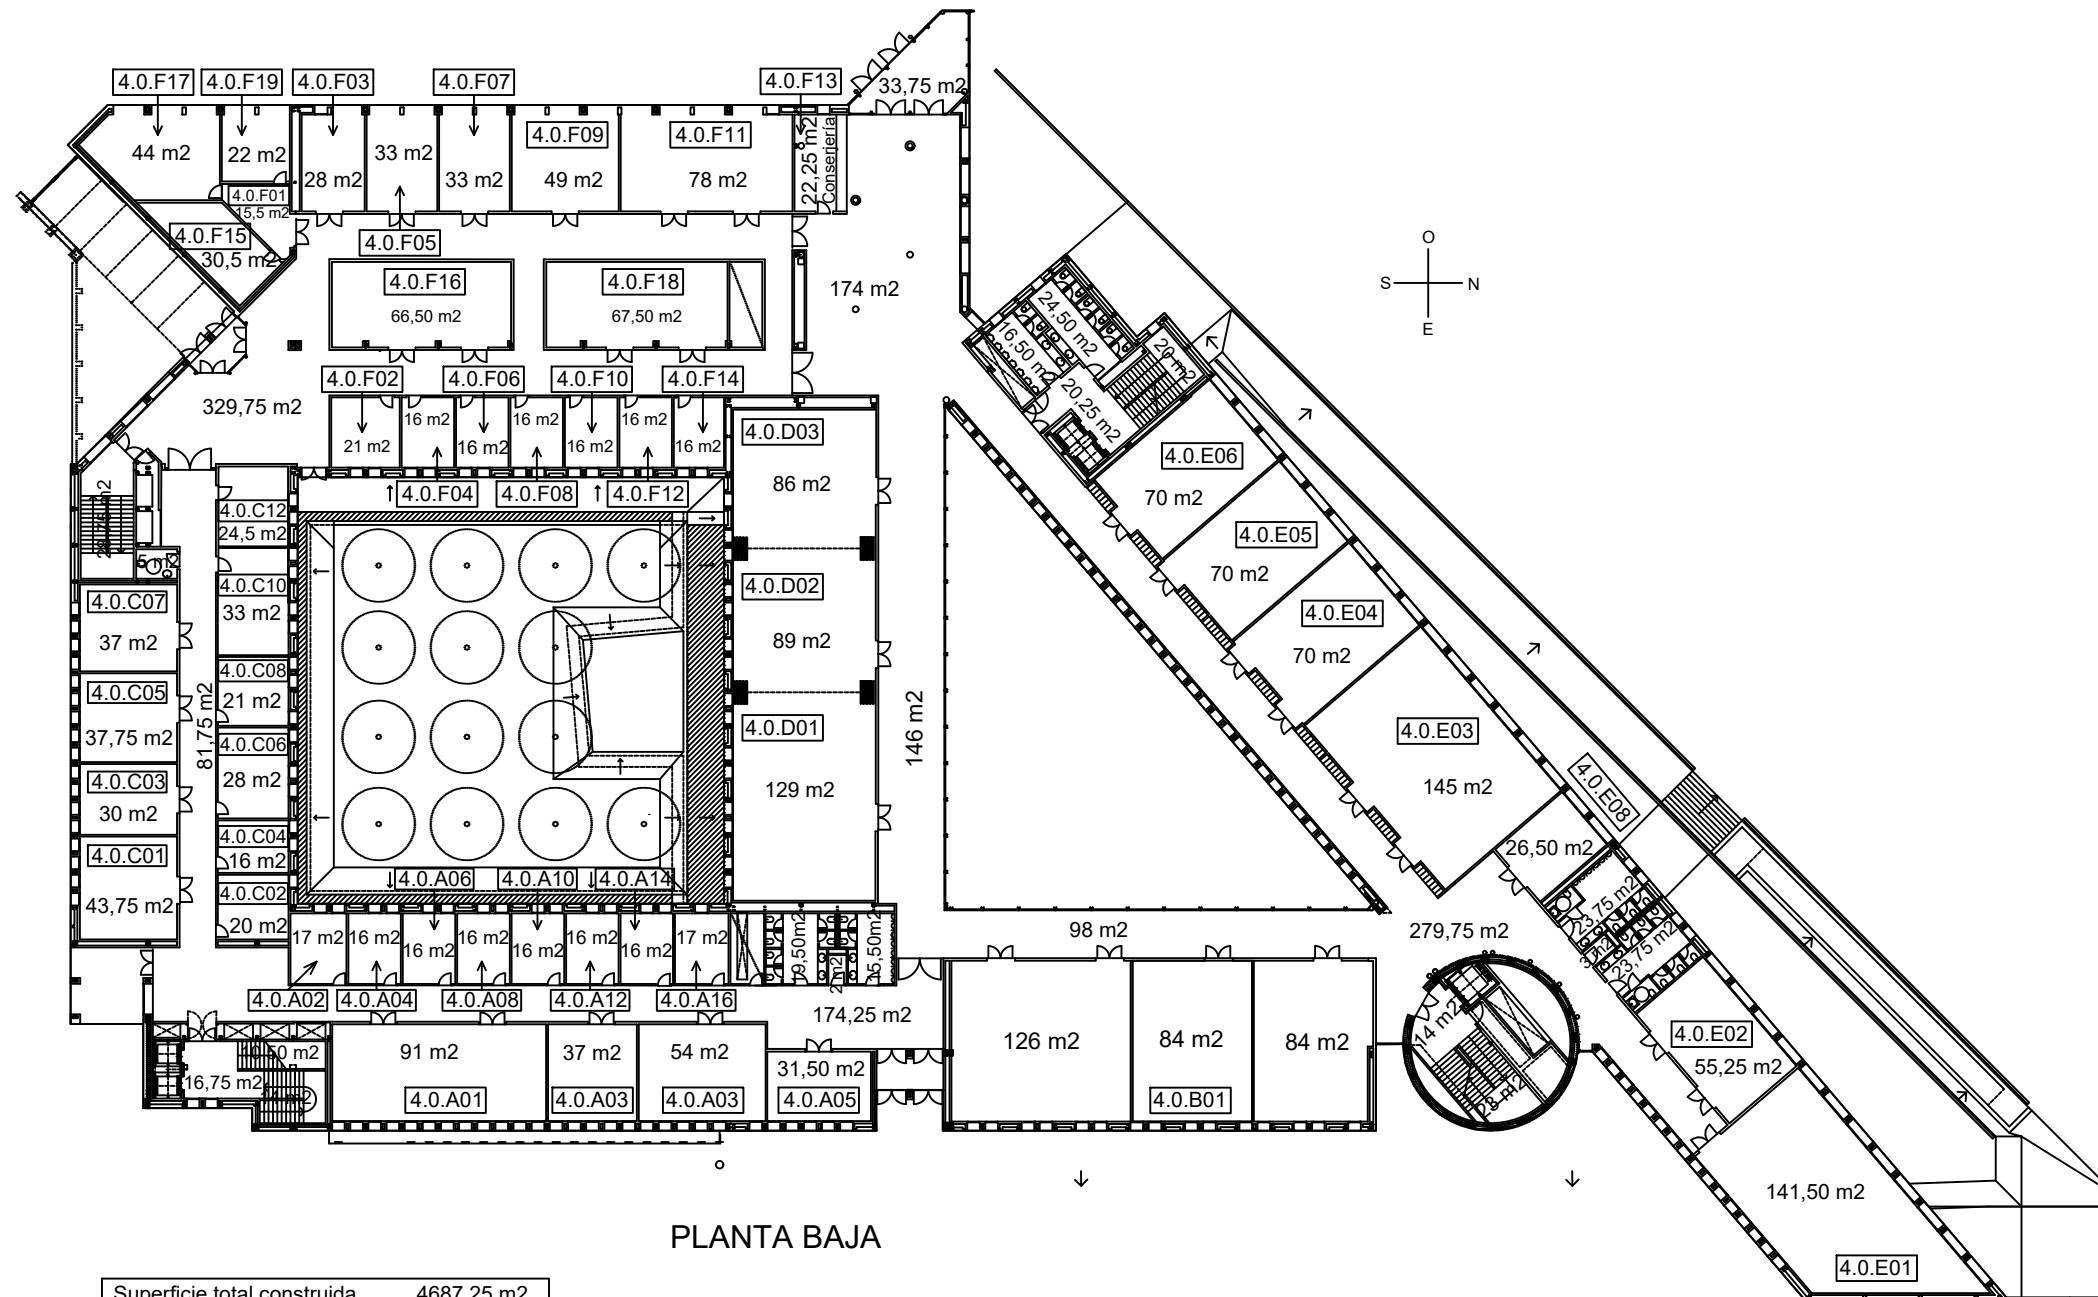 4.0.F17
4.0.F19
4.0.F03
4.0.F07
4.0.F13
33,75 m2
44 m2
22 m2
28 m2
33 m2
33 m2
4.0.F09
49 m2
4.0.F11
78 m2
22,25 m2
Conserjería
4.0.F01
15,5 m2
4.0.F15
30,5 m2
4.0.F05
4.0.F16
66,50 m2
4.0.F18
67,50 m2
174 m2
O
S
N
E
24,50 m2
16,50 m2
20 m2
20,25 m2
329,75 m2
4.0.F02
4.0.F06
4.0.F10
4.0.F14
21 m2
16 m2
16 m2
16 m2
16 m2
16 m2
16 m2
4.0.F04
4.0.F08
4.0.F12
4.0.D03
86 m2
4.0.D02
89 m2
4.0.D01
129 m2
146 m2
4.0.E06
70 m2
4.0.E05
70 m2
4.0.E04
70 m2
4.0.E03
145 m2
4.0.E08
26,50 m2
23,75 m2
23,75 m2
5 m2
4.0.C12
24,5 m2
4.0.C10
33 m2
4.0.C08
21 m2
4.0.C06
28 m2
4.0.C04
16 m2
4.0.C02
20 m2
4.0.C07
37 m2
4.0.C05
37,75 m2
4.0.C03
30 m2
4.0.C01
43,75 m2
81,75 m2
4.0.A06
4.0.A10
4.0.A14
17 m2
16 m2
16 m2
16 m2
16 m2
16 m2
16 m2
17 m2
19,50m2
2 m2
15,50m2
4.0.A02
4.0.A04
4.0.A08
4.0.A12
4.0.A16
174,25 m2
98 m2
279,75 m2
16,75 m2
91 m2
4.0.A01
37 m2
4.0.A03
54 m2
4.0.A03
31,50 m2
4.0.A05
126 m2
84 m2
4.0.B01
84 m2
14 m2
23 m2
4.0.E02
55,25 m2
141,50 m2
4.0.E01
PLANTA BAJA
Superficie total construida 4687,25 m2